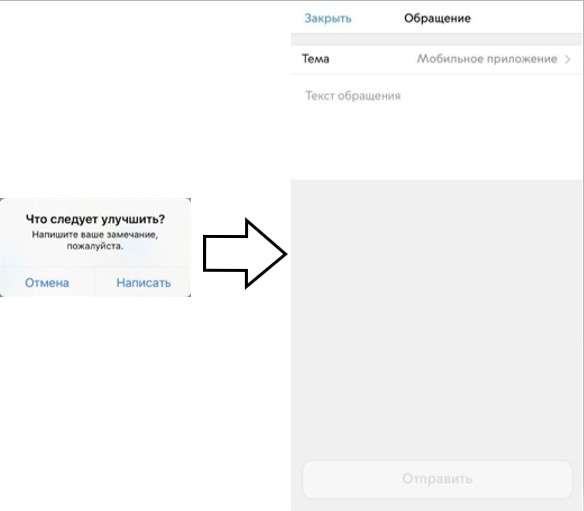 Что следует улучшить?
Напишите ваше замечание,
пожалуйста.
Отмена Написать
Закрыть Обращение
Тема Мобильное приложение >
Текст обращения
Отправить